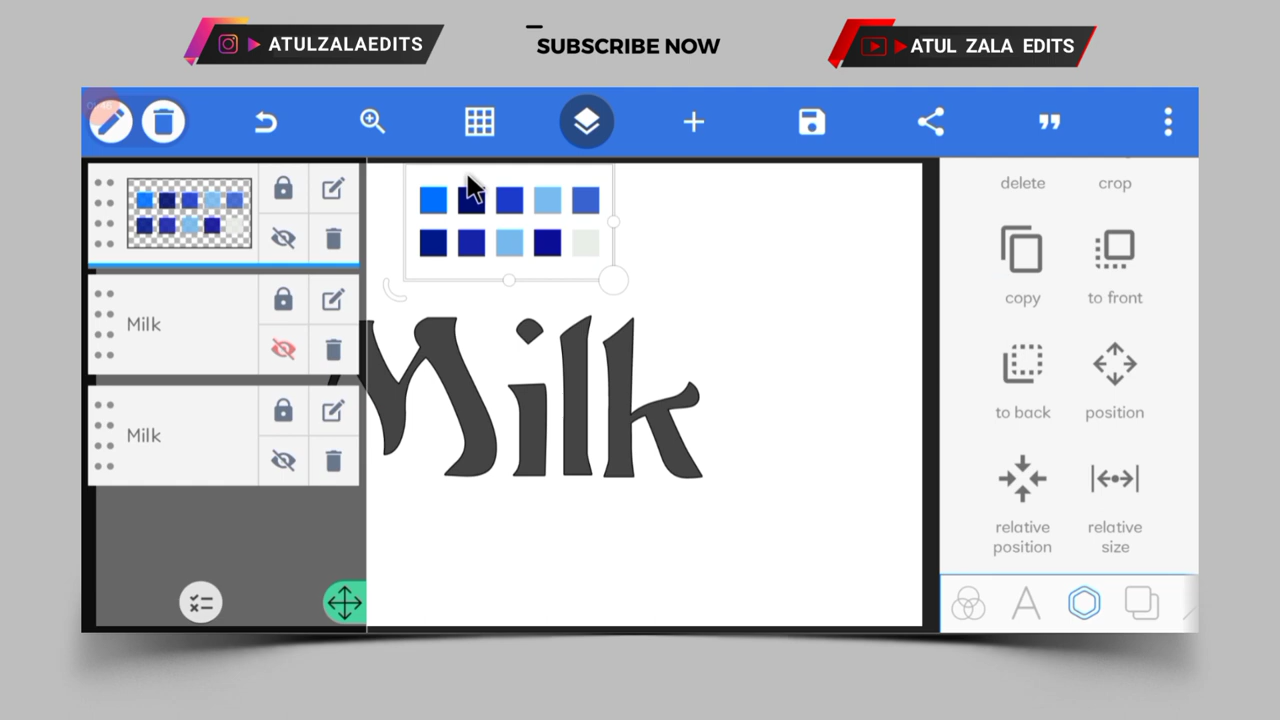 ATULZALAEDITS
SUBSCRIBE NOW
ATUL ZALA EDITS
delete
crop
copy
to front
Milk
to back
position
Milk
Milk
relative position
relative size